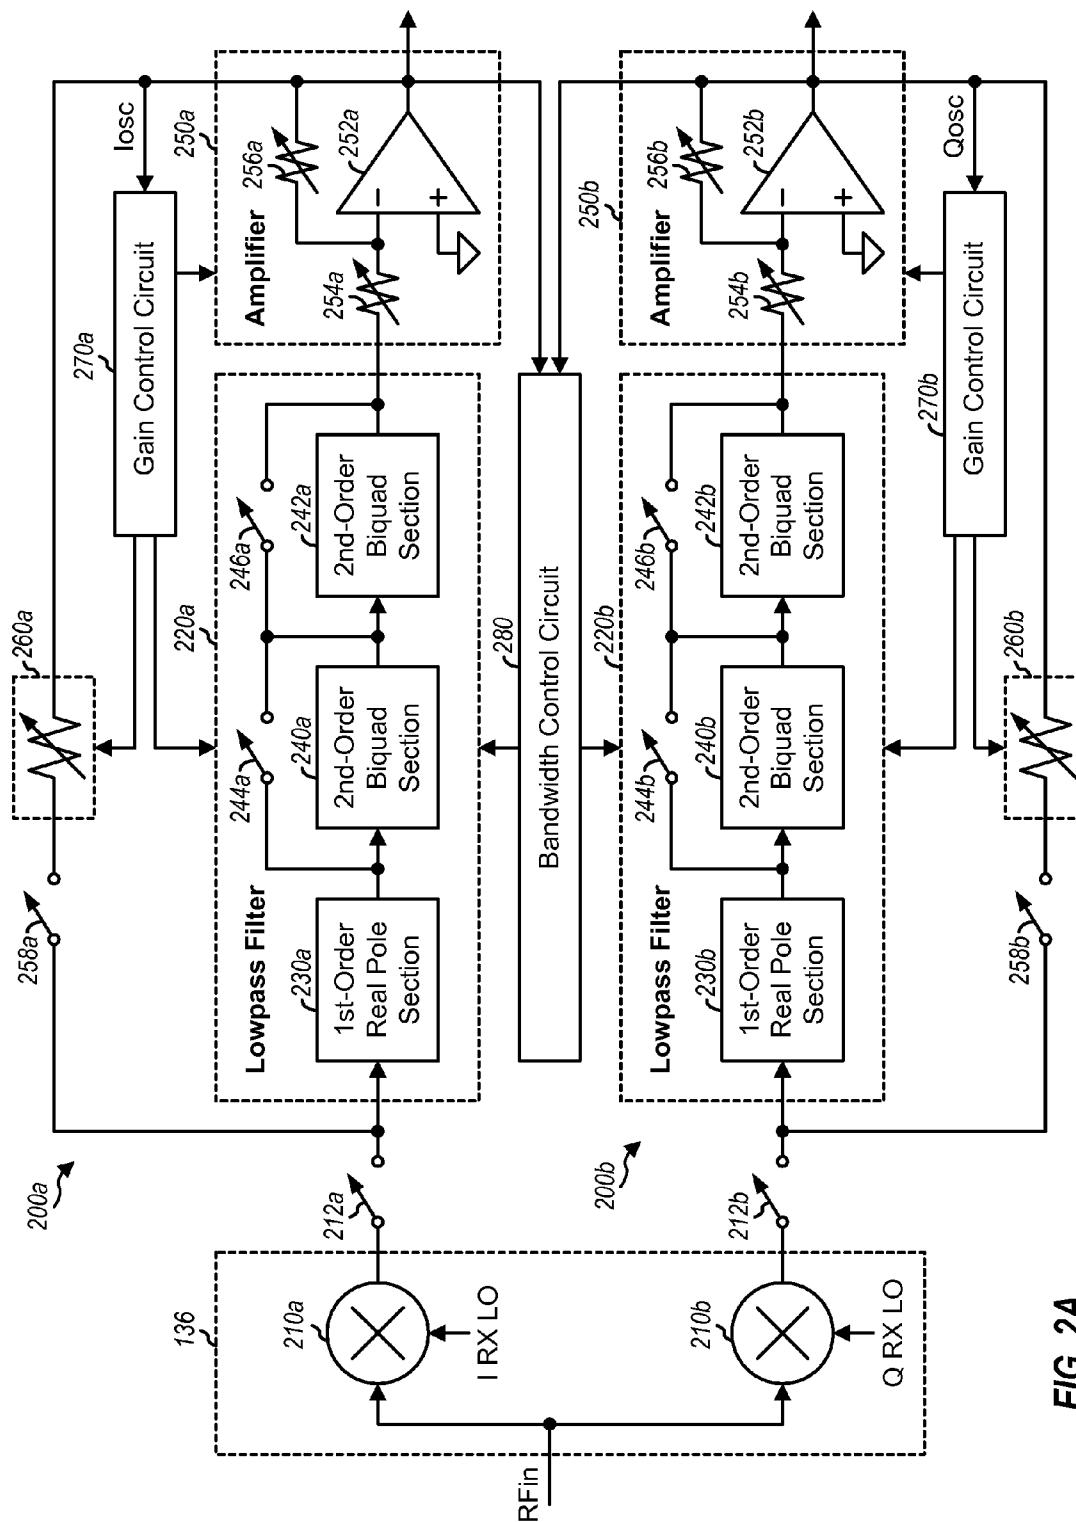 200a
258a
260a
270a
Gain Control Circuit
Iosc
250a
Amplifier
256a
252a
−
+
254a
220a
Lowpass Filter
246a
244a
230a
1st-Order
Real Pole
Section
240a
2nd-Order
Biquad
Section
242a
2nd-Order
Biquad
Section
136
210a
I RX LO
212a
RFin
280
Bandwidth Control Circuit
200b
210b
Q RX LO
212b
220b
Lowpass Filter
246b
244b
230b
1st-Order
Real Pole
Section
240b
2nd-Order
Biquad
Section
242b
2nd-Order
Biquad
Section
250b
Amplifier
256b
252b
−
+
254b
Qosc
270b
Gain Control Circuit
258b
260b
FIG. 2A